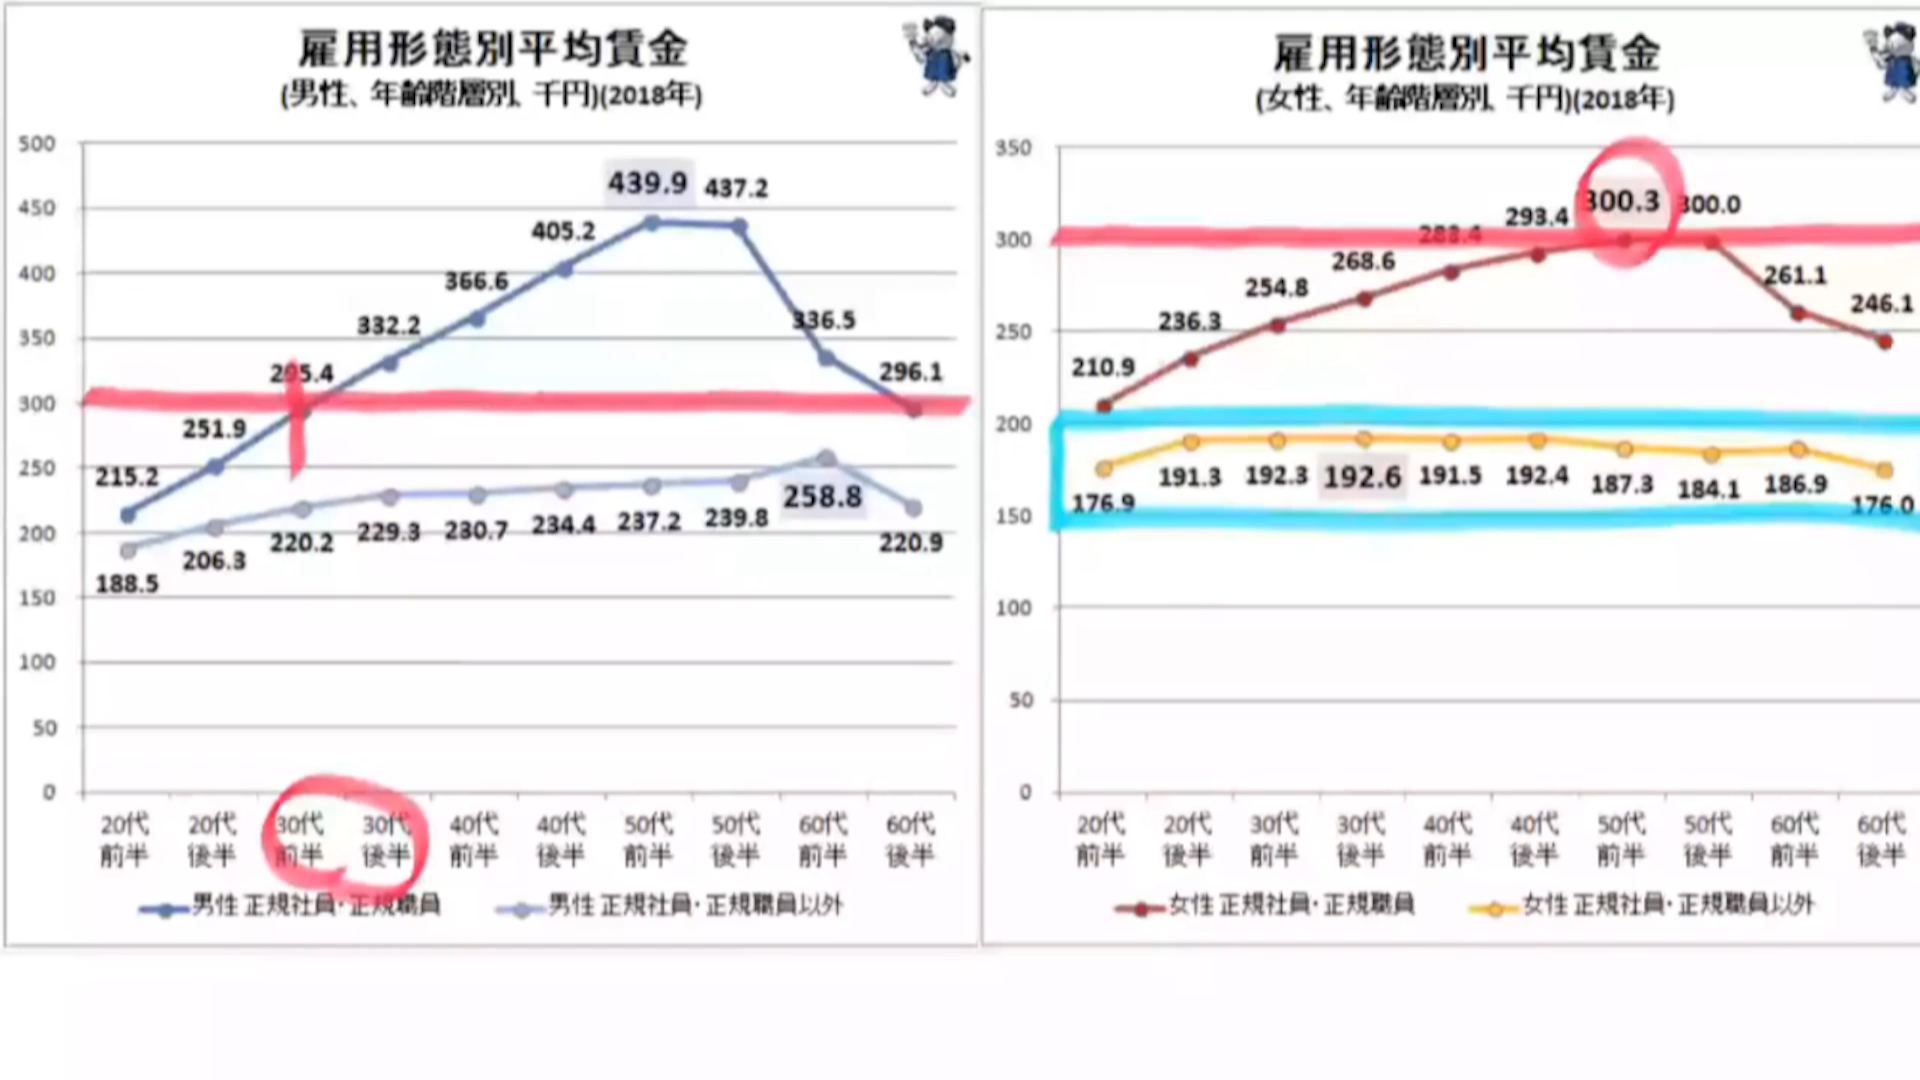 雇用形態別平均賃金
(男性、年齢階層別、千円)(2018年)
500
450
400
350
300
250
200
150
100
50
0
439.9 437.2
405.2
366.6
332.2
336.5
295.4
296.1
251.9
215.2
258.8
188.5 206.3 220.2 229.3 230.7 234.4 237.2 239.8 220.9
20代前半 20代後半 30代前半 30代後半 40代前半 40代後半 50代前半 50代後半 60代前半 60代後半
男性 正規社員・正規職員 男性 正規社員・正規職員以外
雇用形態別平均賃金
(女性、年齢階層別、千円)(2018年)
350
300
250
200
150
100
50
0
210.9 236.3 254.8 268.6 293.4 300.3 300.0 261.1 246.1
176.9 191.3 192.3 192.6 191.5 192.4 187.3 184.1 186.9 176.0
20代前半 20代後半 30代前半 30代後半 40代前半 40代後半 50代前半 50代後半 60代前半 60代後半
女性 正規社員・正規職員 女性 正規社員・正規職員以外